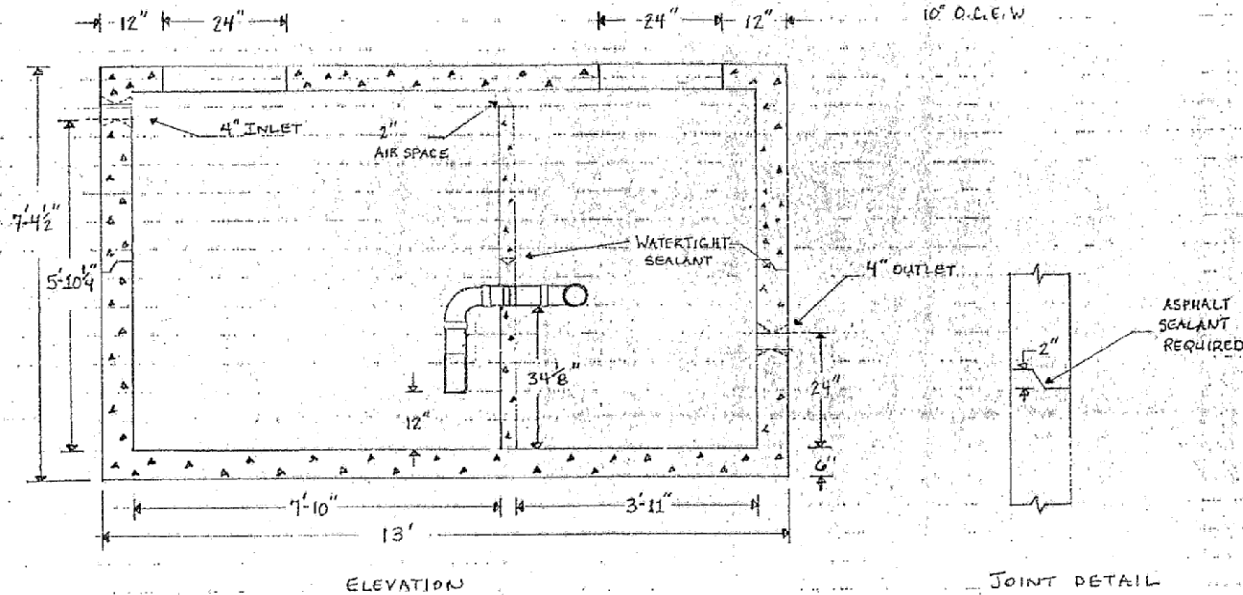 12" 24" 24" 12" 10" O.C.E.W
4" INLET
2"
AIR SPACE
7'-4½"
5'-10¼"
WATERTIGHT
SEALANT
4" OUTLET
ASPHALT
SEALANT
REQUIRED
2"
34⅛"
24"
12"
6"
7'-10" 3'-11"
13'
ELEVATION JOINT DETAIL